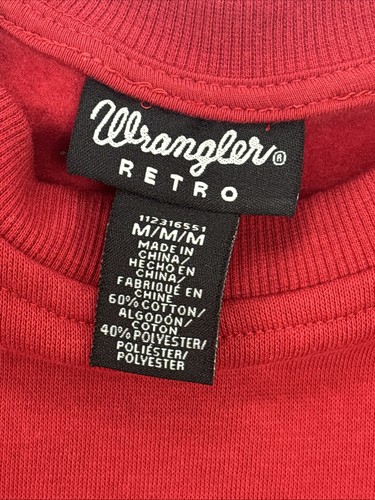 Wrangler®
RETRO
112316551
M/M/M
MADE IN
CHINA/
HECHO EN
CHINA/
FABRIQUÉ EN
CHINE
60% COTTON/
ALGODÓN/
COTON
40% POLYESTER/
POLIÉSTER/
POLYESTER